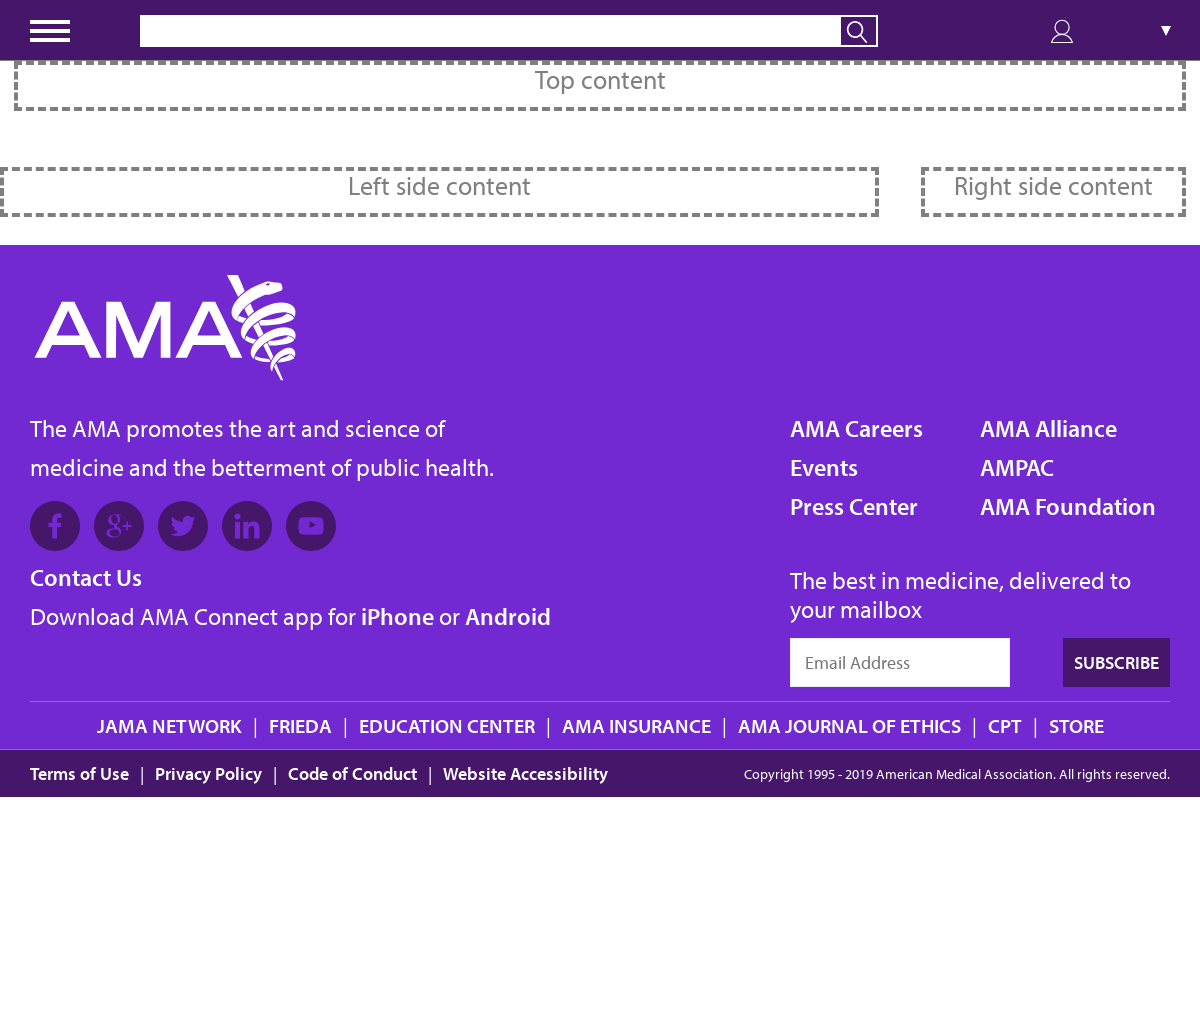 Top content
Left side content
Right side content
AMA
The AMA promotes the art and science of
medicine and the betterment of public health.
Contact Us
Download AMA Connect app for iPhone or Android
AMA Careers
Events
Press Center
AMA Alliance
AMPAC
AMA Foundation
The best in medicine, delivered to
your mailbox
Email Address
SUBSCRIBE
JAMA NETWORK | FRIEDA | EDUCATION CENTER | AMA INSURANCE | AMA JOURNAL OF ETHICS | CPT | STORE
Terms of Use | Privacy Policy | Code of Conduct | Website Accessibility
Copyright 1995 - 2019 American Medical Association. All rights reserved.